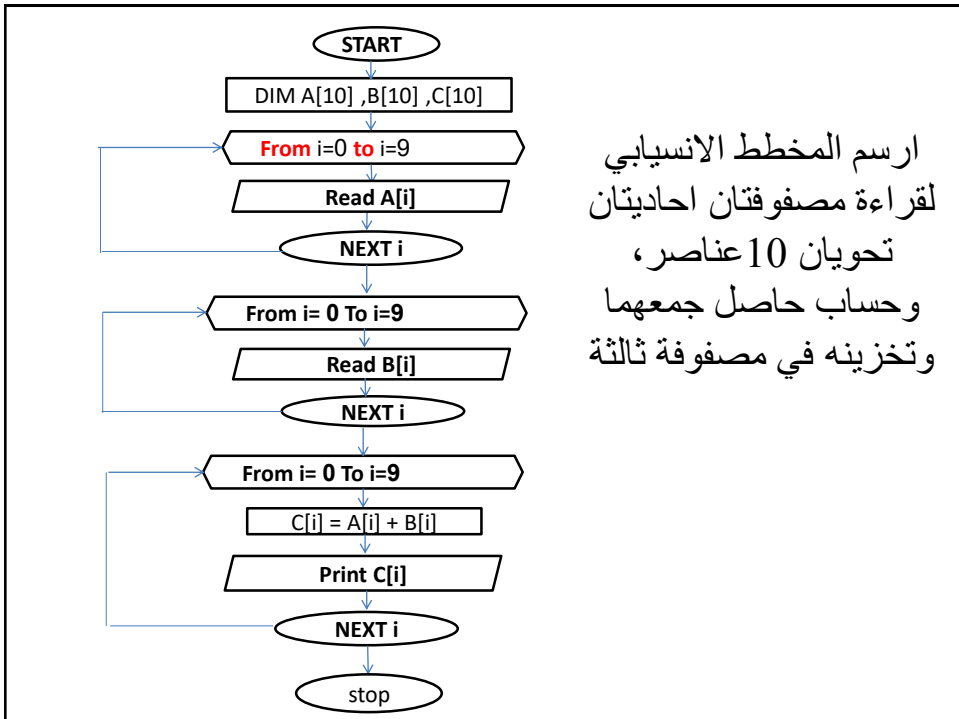 START
DIM A[10] ,B[10] ,C[10]
From i=0 to i=9
Read A[i]
NEXT i
From i= 0 To i=9
Read B[i]
NEXT i
From i= 0 To i=9
C[i] = A[i] + B[i]
Print C[i]
NEXT i
stop
ارسم المخطط الانسيابي
لقراءة مصفوفتان احاديتان
تحويان 10عناصر ،
وحساب حاصل جمعهما
وتخزينه في مصفوفة ثالثة